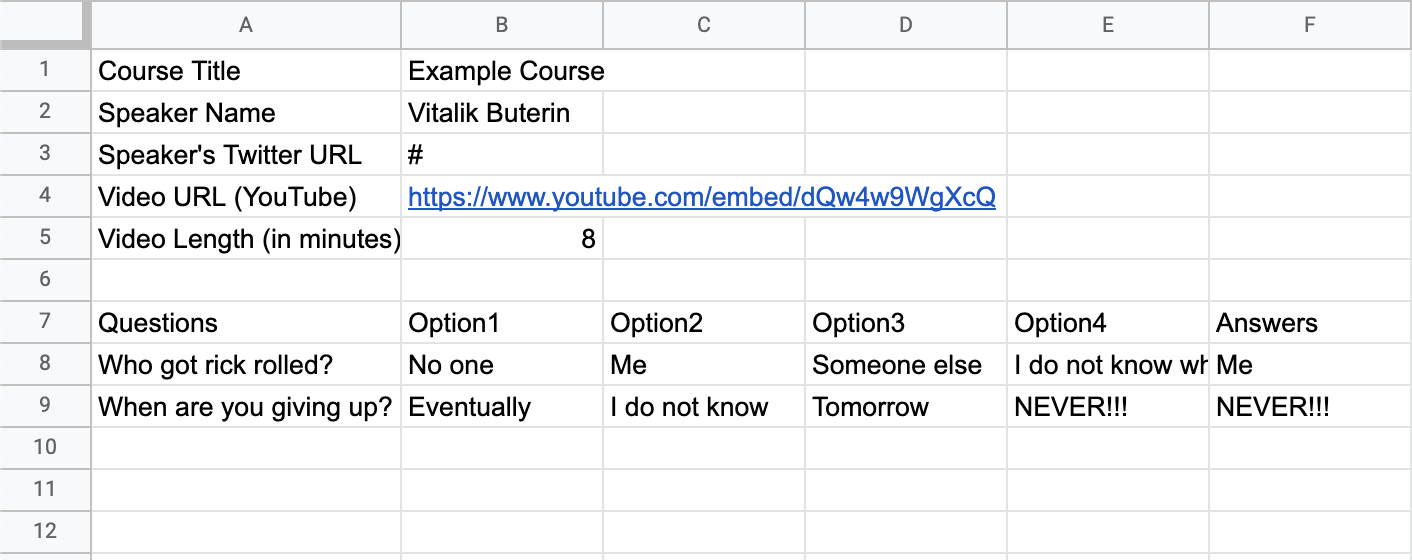 A B C D E F
1 Course Title Example Course
2 Speaker Name Vitalik Buterin
3 Speaker's Twitter URL #
4 Video URL (YouTube) https://www.youtube.com/embed/dQw4w9WgXcQ
5 Video Length (in minutes) 8
6
7 Questions Option1 Option2 Option3 Option4 Answers
8 Who got rick rolled? No one Me Someone else I do not know Me
9 When are you giving up? Eventually I do not know Tomorrow NEVER!!! NEVER!!!
10
11
12